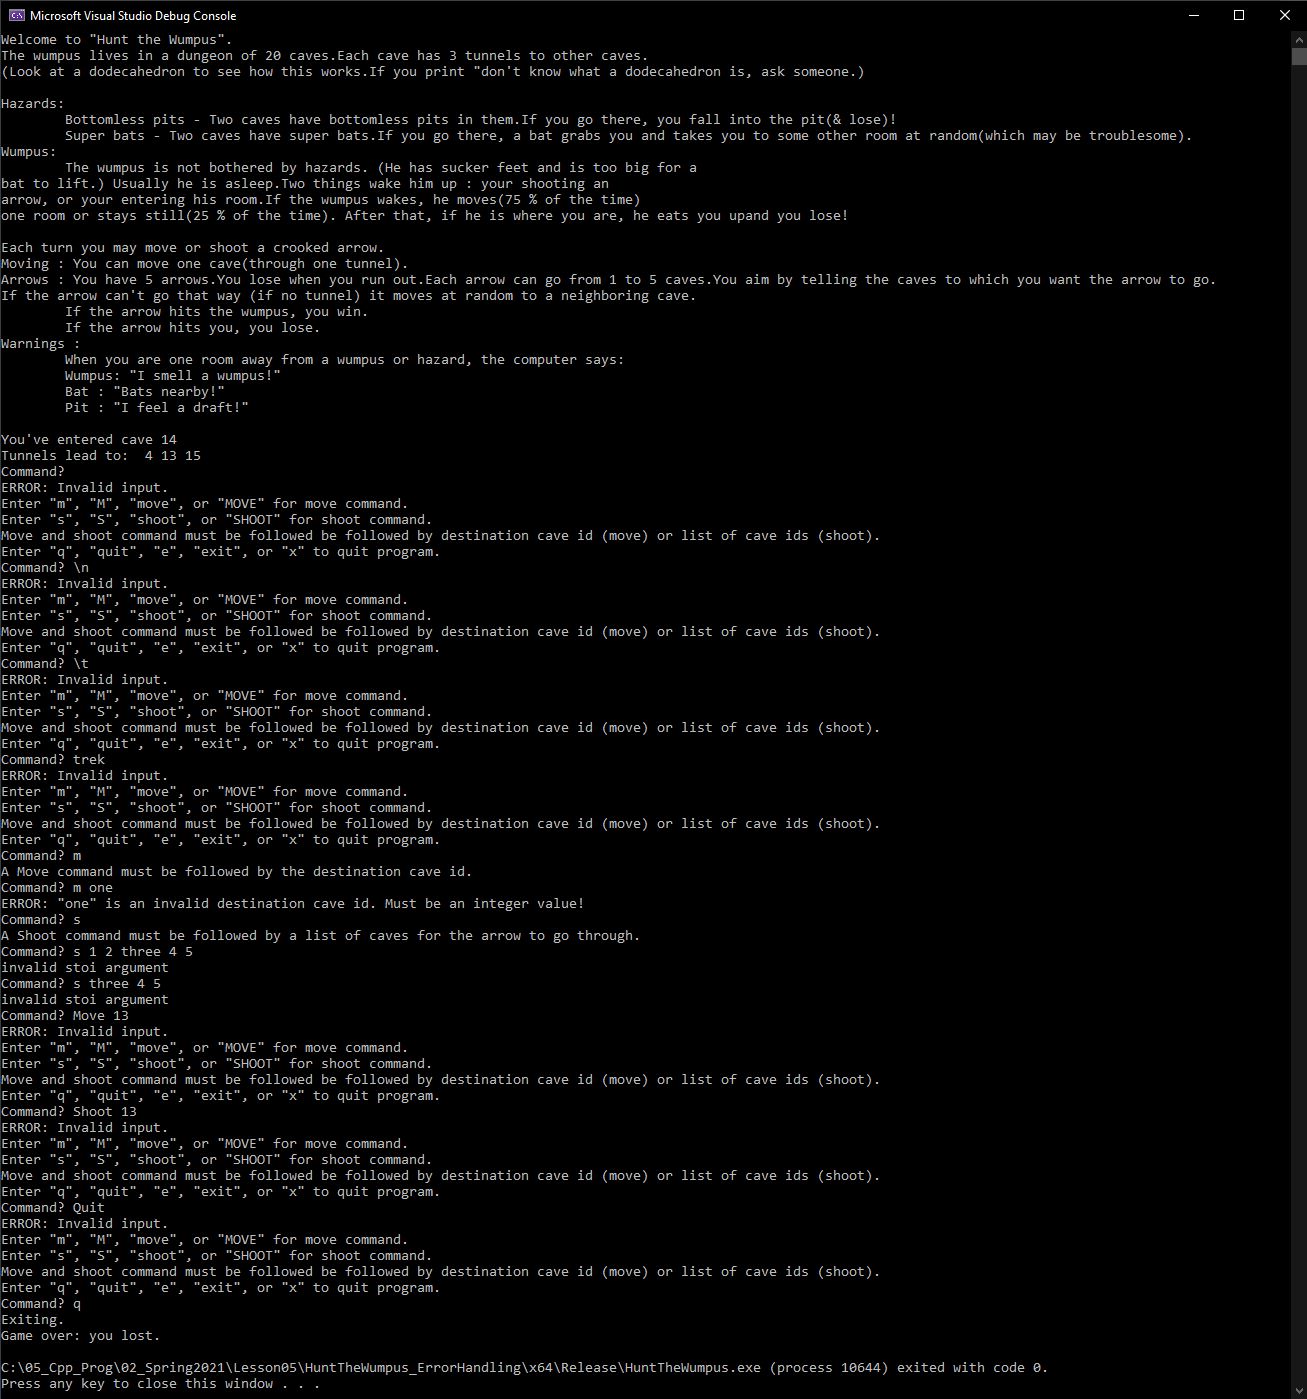 Microsoft Visual Studio Debug Console
Welcome to "Hunt the Wumpus".
The wumpus lives in a dungeon of 20 caves.Each cave has 3 tunnels to other caves.
(Look at a dodecahedron to see how this works.If you print "don't know what a dodecahedron is, ask someone.)
Hazards:
Bottomless pits - Two caves have bottomless pits in them.If you go there, you fall into the pit(& lose)!
Super bats - Two caves have super bats.If you go there, a bat grabs you and takes you to some other room at random(which may be troublesome).
Wumpus:
The wumpus is not bothered by hazards. (He has sucker feet and is too big for a
bat to lift.) Usually he is asleep.Two things wake him up : your shooting an
arrow, or your entering his room.If the wumpus wakes, he moves(75 % of the time)
one room or stays still(25 % of the time). After that, if he is where you are, he eats you upand you lose!
Each turn you may move or shoot a crooked arrow.
Moving : You can move one cave(through one tunnel).
Arrows : You have 5 arrows.You lose when you run out.Each arrow can go from 1 to 5 caves.You aim by telling the caves to which you want the arrow to go.
If the arrow can't go that way (if no tunnel) it moves at random to a neighboring cave.
If the arrow hits the wumpus, you win.
If the arrow hits you, you lose.
Warnings :
When you are one room away from a wumpus or hazard, the computer says:
Wumpus: "I smell a wumpus!"
Bat : "Bats nearby!"
Pit : "I feel a draft!"
You've entered cave 14
Tunnels lead to:  4 13 15
Command?
ERROR: Invalid input.
Enter "m", "M", "move", or "MOVE" for move command.
Enter "s", "S", "shoot", or "SHOOT" for shoot command.
Move and shoot command must be followed be followed by destination cave id (move) or list of cave ids (shoot).
Enter "q", "quit", "e", "exit", or "x" to quit program.
Command? \n
ERROR: Invalid input.
Enter "m", "M", "move", or "MOVE" for move command.
Enter "s", "S", "shoot", or "SHOOT" for shoot command.
Move and shoot command must be followed be followed by destination cave id (move) or list of cave ids (shoot).
Enter "q", "quit", "e", "exit", or "x" to quit program.
Command? \t
ERROR: Invalid input.
Enter "m", "M", "move", or "MOVE" for move command.
Enter "s", "S", "shoot", or "SHOOT" for shoot command.
Move and shoot command must be followed be followed by destination cave id (move) or list of cave ids (shoot).
Enter "q", "quit", "e", "exit", or "x" to quit program.
Command? trek
ERROR: Invalid input.
Enter "m", "M", "move", or "MOVE" for move command.
Enter "s", "S", "shoot", or "SHOOT" for shoot command.
Move and shoot command must be followed be followed by destination cave id (move) or list of cave ids (shoot).
Enter "q", "quit", "e", "exit", or "x" to quit program.
Command? m
A Move command must be followed by the destination cave id.
Command? m one
ERROR: "one" is an invalid destination cave id. Must be an integer value!
Command? s
A Shoot command must be followed by a list of caves for the arrow to go through.
Command? s 1 2 three 4 5
invalid stoi argument
Command? s three 4 5
invalid stoi argument
Command? Move 13
ERROR: Invalid input.
Enter "m", "M", "move", or "MOVE" for move command.
Enter "s", "S", "shoot", or "SHOOT" for shoot command.
Move and shoot command must be followed be followed by destination cave id (move) or list of cave ids (shoot).
Enter "q", "quit", "e", "exit", or "x" to quit program.
Command? Shoot 13
ERROR: Invalid input.
Enter "m", "M", "move", or "MOVE" for move command.
Enter "s", "S", "shoot", or "SHOOT" for shoot command.
Move and shoot command must be followed be followed by destination cave id (move) or list of cave ids (shoot).
Enter "q", "quit", "e", "exit", or "x" to quit program.
Command? Quit
ERROR: Invalid input.
Enter "m", "M", "move", or "MOVE" for move command.
Enter "s", "S", "shoot", or "SHOOT" for shoot command.
Move and shoot command must be followed be followed by destination cave id (move) or list of cave ids (shoot).
Enter "q", "quit", "e", "exit", or "x" to quit program.
Command? q
Exiting.
Game over: you lost.
C:\05_Cpp_Prog\02_Spring2021\Lesson05\HuntTheWumpus_ErrorHandling\x64\Release\HuntTheWumpus.exe (process 10644) exited with code 0.
Press any key to close this window . . .